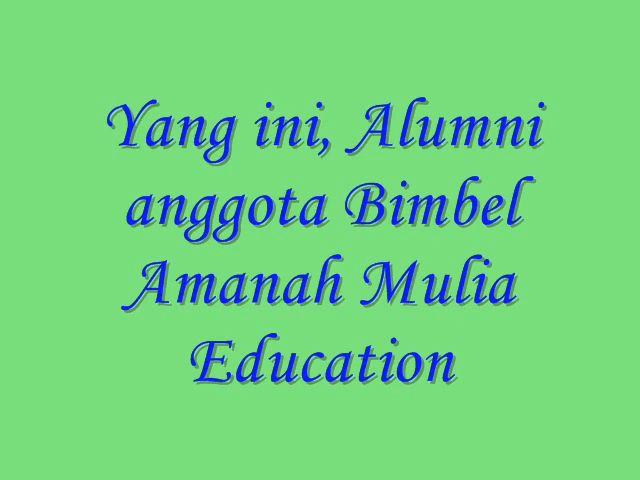 Yang ini, Alumni
anggota Bimbel
Amanah Mulia
Education